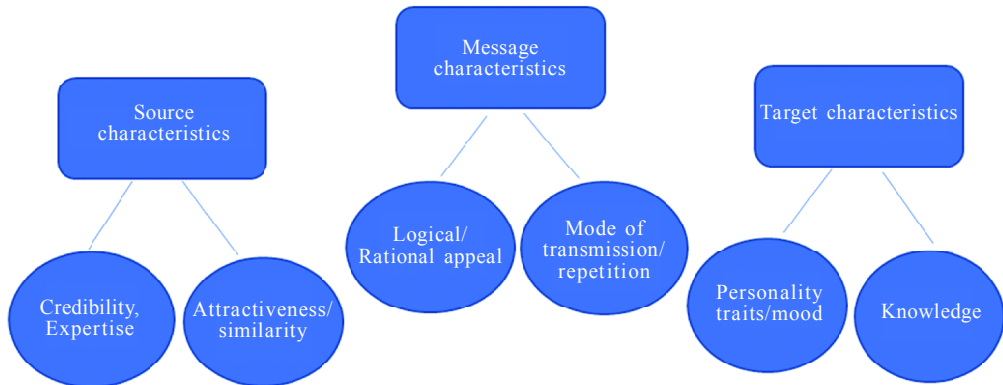 Message
characteristics
Source
characteristics
Target characteristics
Logical/
Rational appeal
Mode of
transmission/
repetition
Credibility,
Expertise
Attractiveness/
similarity
Personality
traits/mood
Knowledge